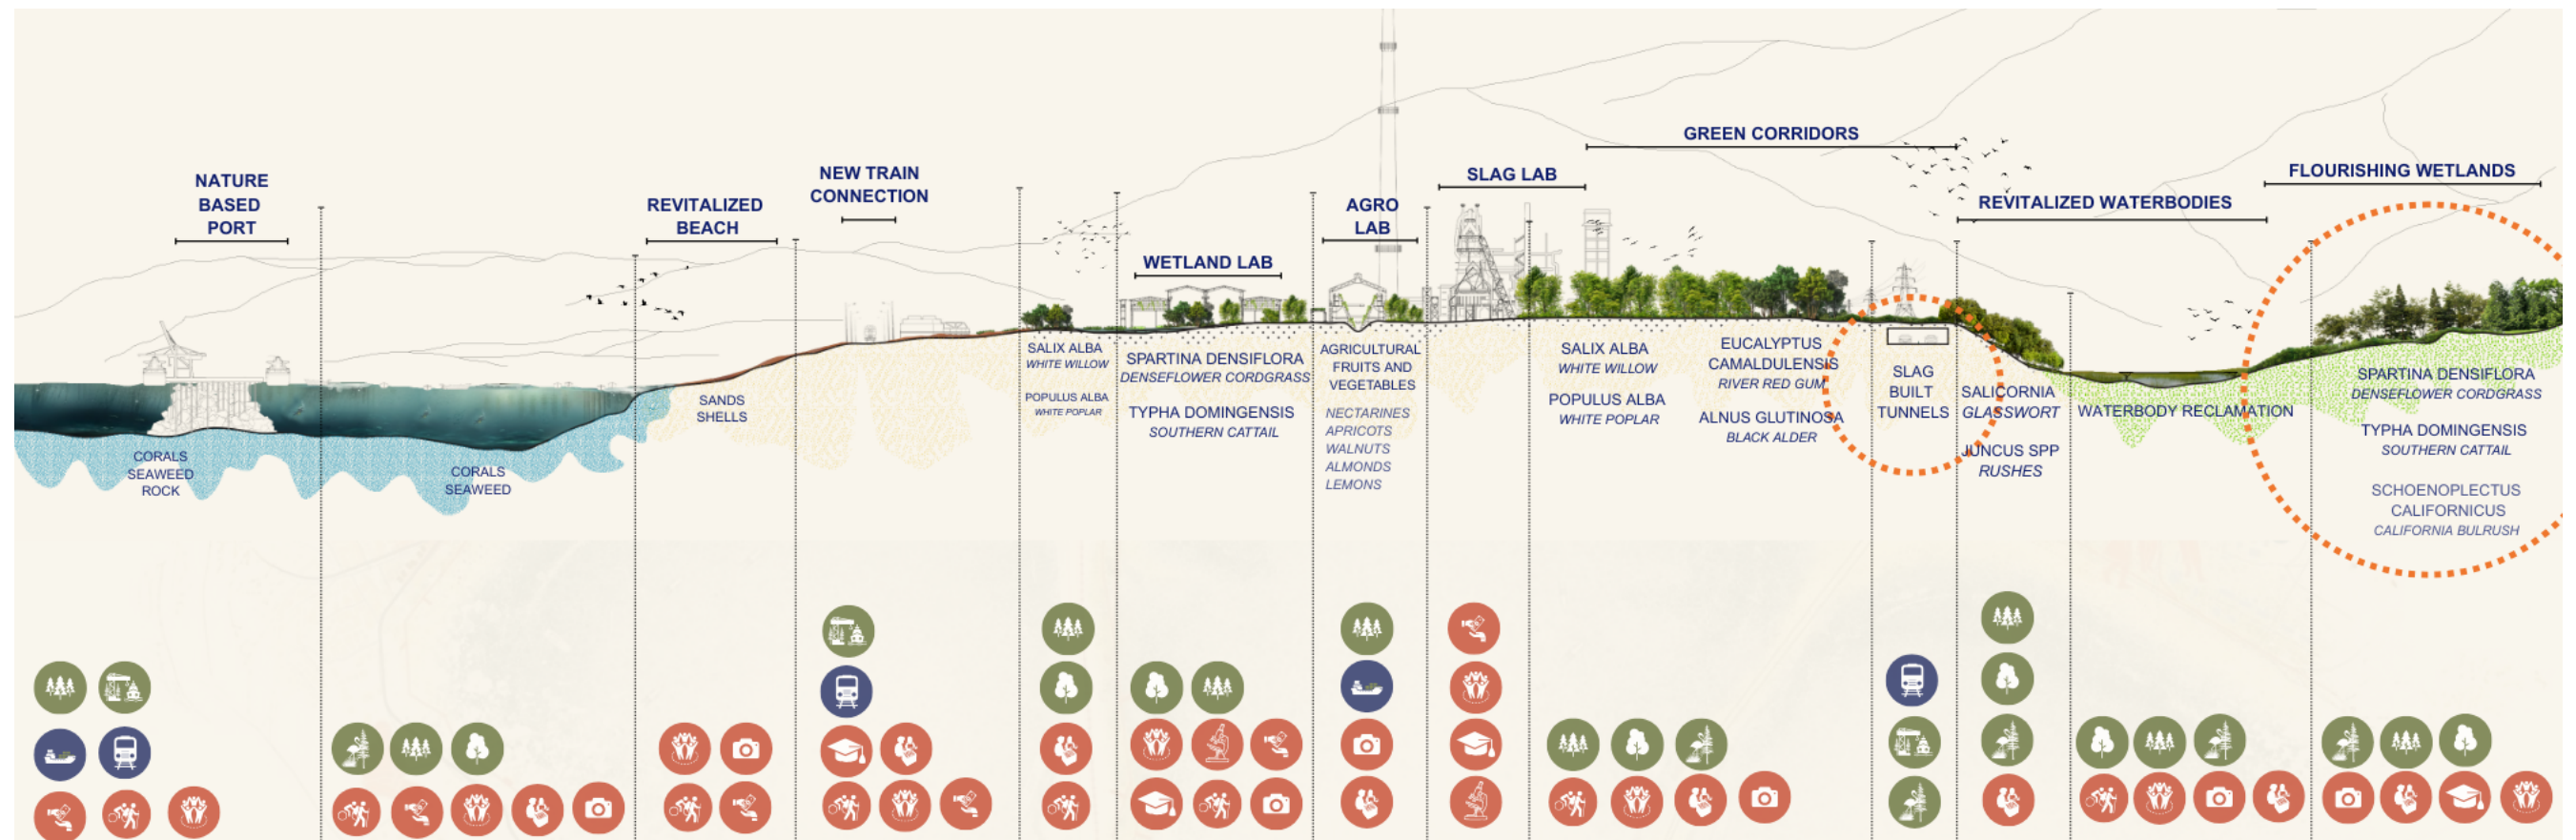 NATURE
BASED
PORT
REVITALIZED
BEACH
NEW TRAIN
CONNECTION
WETLAND LAB
AGRO
LAB
SLAG LAB
GREEN CORRIDORS
REVITALIZED WATERBODIES
FLOURISHING WETLANDS
CORALS
SEAWEED
ROCK
CORALS
SEAWEED
SANDS
SHELLS
SALIX ALBA
WHITE WILLOW
POPULUS ALBA
WHITE POPLAR
SPARTINA DENSIFLORA
DENSEFLOWER CORDGRASS
TYPHA DOMINGENSIS
SOUTHERN CATTAIL
AGRICULTURAL
FRUITS AND
VEGETABLES
NECTARINES
APRICOTS
WALNUTS
ALMONDS
LEMONS
SALIX ALBA
WHITE WILLOW
POPULUS ALBA
WHITE POPLAR
EUCALYPTUS
CAMALDULENSIS
RIVER RED GUM
ALNUS GLUTINOSA
BLACK ALDER
SLAG
BUILT
TUNNELS
SALICORNIA
GLASSWORT
JUNCUS SPP
RUSHES
WATERBODY RECLAMATION
SPARTINA DENSIFLORA
DENSEFLOWER CORDGRASS
TYPHA DOMINGENSIS
SOUTHERN CATTAIL
SCHOENOPLECTUS
CALIFORNICUS
CALIFORNIA BULRUSH